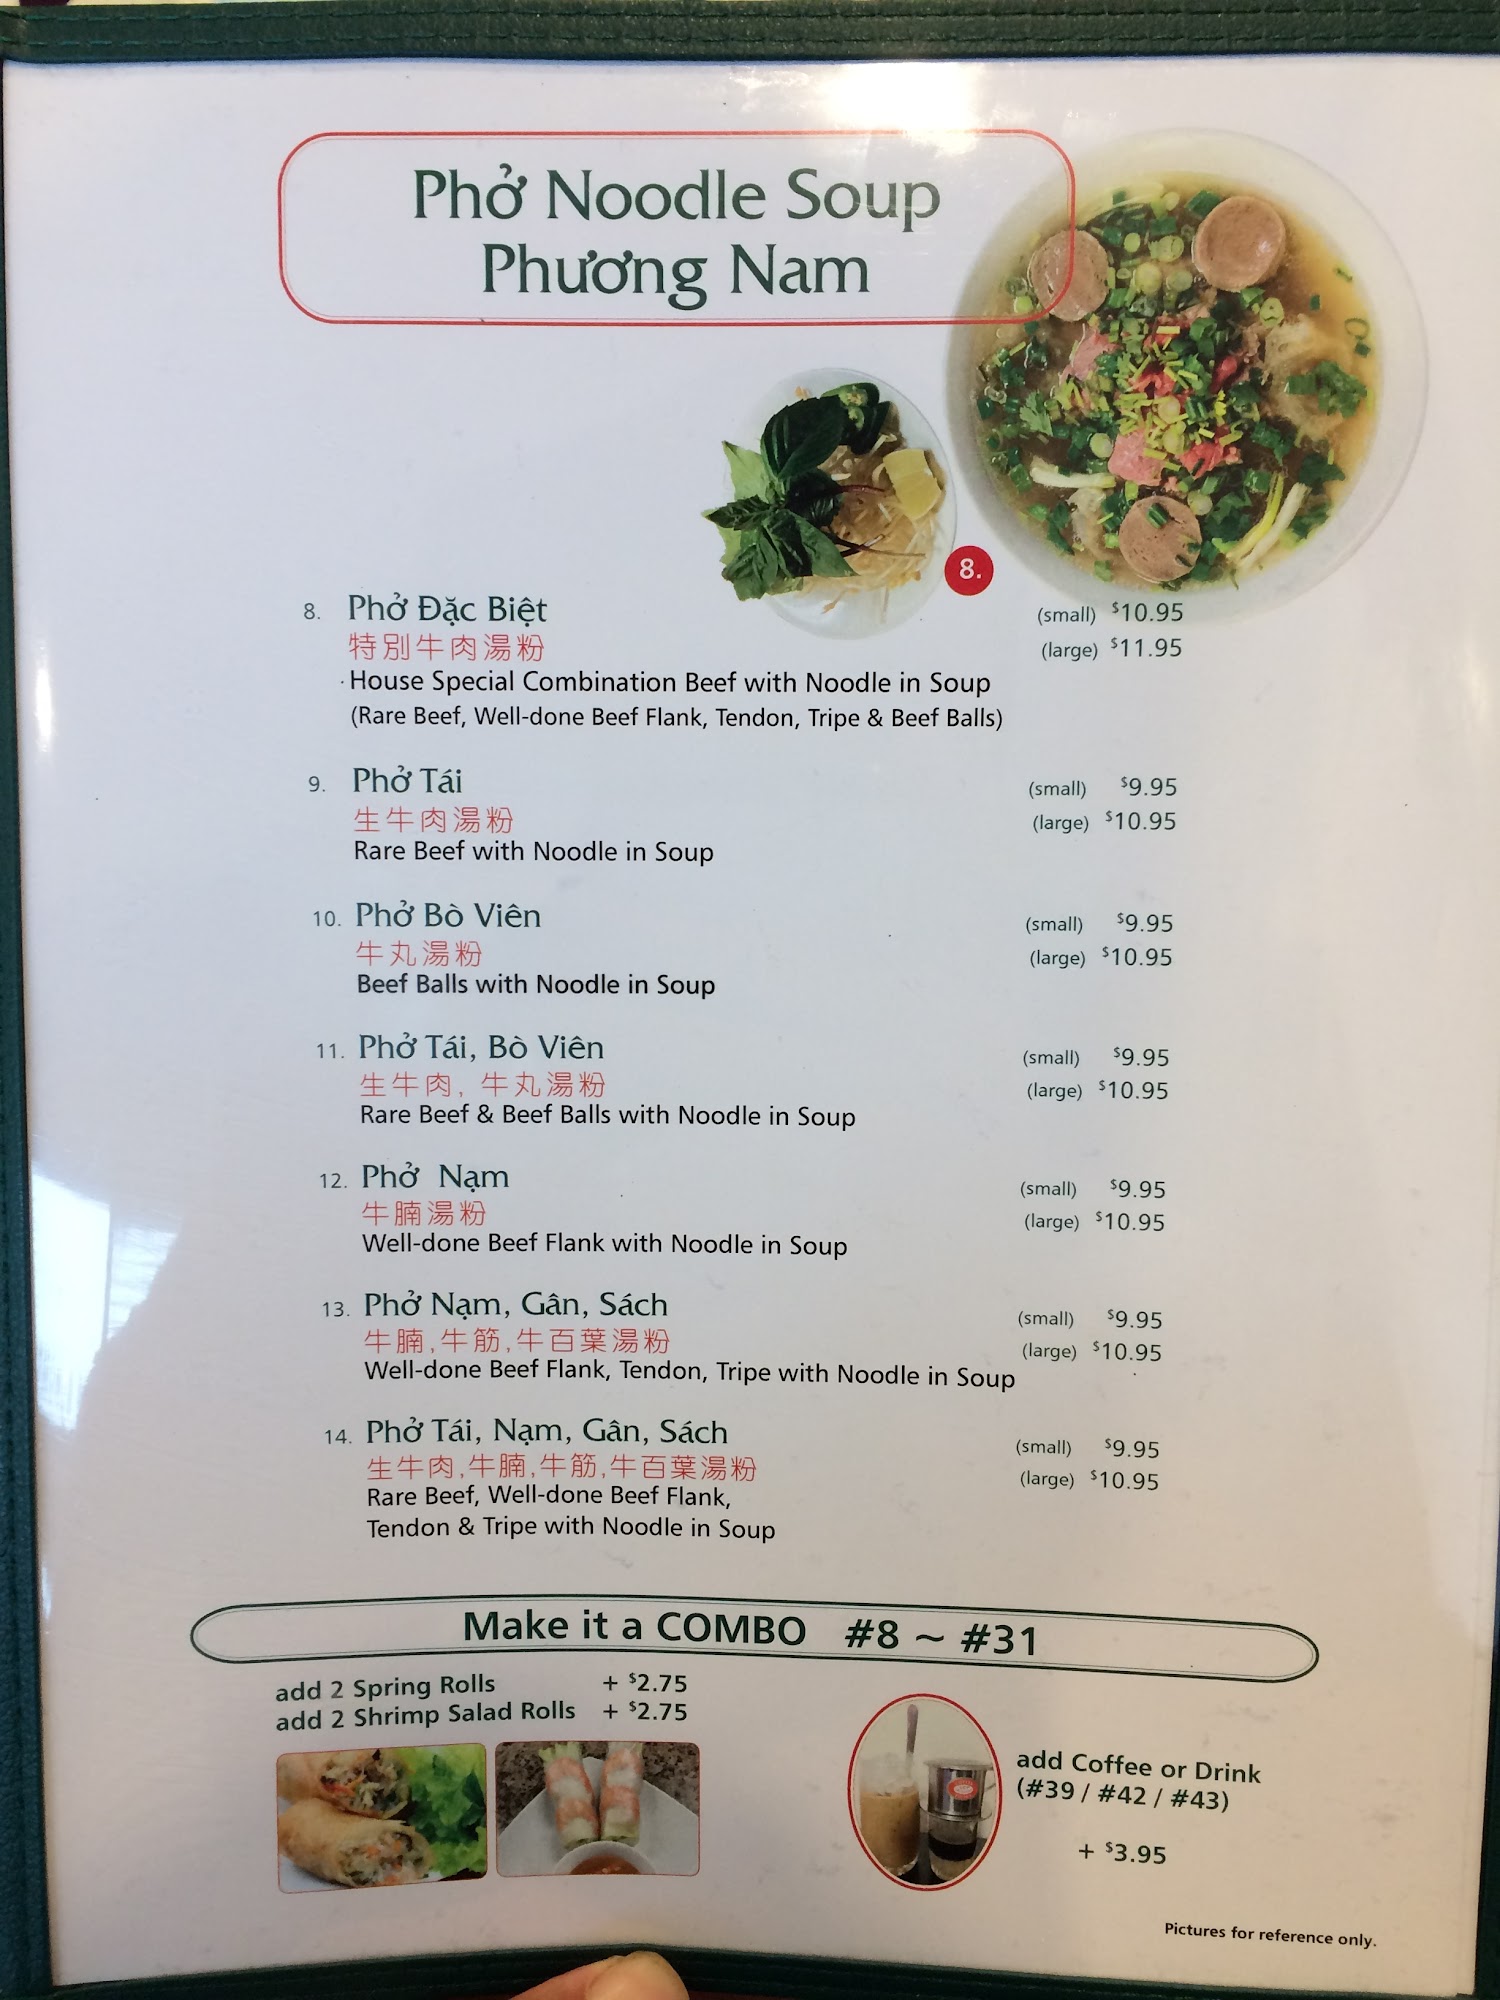 Phở Noodle Soup
Phương Nam
8.
8. Phở Đặc Biệt (small) $10.95
特別牛肉湯粉 (large) $11.95
House Special Combination Beef with Noodle in Soup
(Rare Beef, Well-done Beef Flank, Tendon, Tripe & Beef Balls)
9. Phở Tái (small) $9.95
生牛肉湯粉 (large) $10.95
Rare Beef with Noodle in Soup
10. Phở Bò Viên (small) $9.95
牛丸湯粉 (large) $10.95
Beef Balls with Noodle in Soup
11. Phở Tái, Bò Viên (small) $9.95
生牛肉, 牛丸湯粉 (large) $10.95
Rare Beef & Beef Balls with Noodle in Soup
12. Phở Nạm (small) $9.95
牛腩湯粉 (large) $10.95
Well-done Beef Flank with Noodle in Soup
13. Phở Nạm, Gân, Sách (small) $9.95
牛腩,牛筋,牛百葉湯粉 (large) $10.95
Well-done Beef Flank, Tendon, Tripe with Noodle in Soup
14. Phở Tái, Nạm, Gân, Sách (small) $9.95
生牛肉,牛腩,牛筋,牛百葉湯粉 (large) $10.95
Rare Beef, Well-done Beef Flank,
Tendon & Tripe with Noodle in Soup
Make it a COMBO #8 ~ #31
add 2 Spring Rolls + $2.75
add 2 Shrimp Salad Rolls + $2.75
add Coffee or Drink
(#39 / #42 / #43)
+ $3.95
Pictures for reference only.